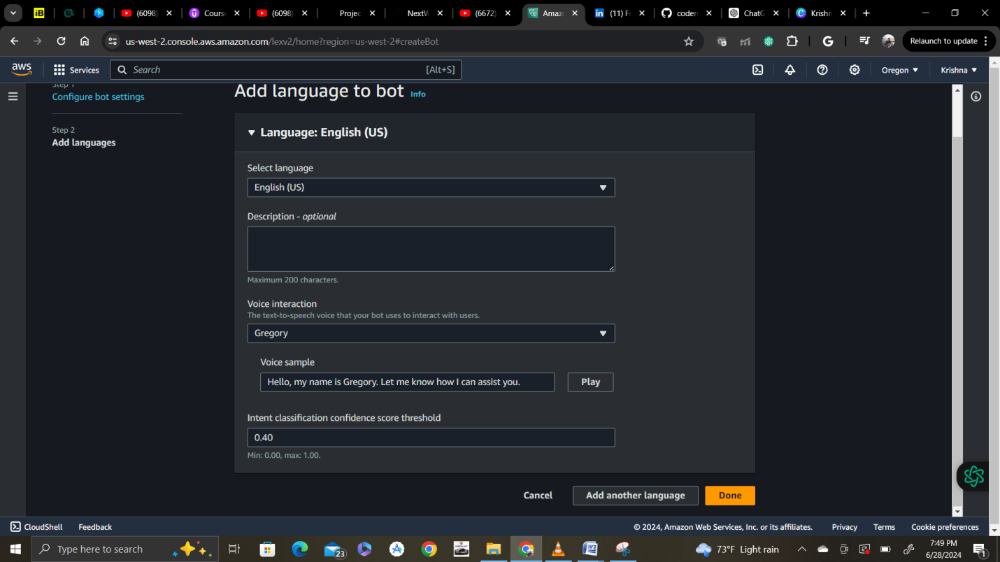 iB
(6098)
Course
(6098)
Projec
NextW
(6672)
Amaz
(11) Fe
coder
ChatG
Krishn
us-west-2.console.aws.amazon.com/lexv2/home?region=us-west-2#createBot
G
Relaunch to update
aws
Services
Search
[Alt+S]
Oregon
Krishna
Step 1
Configure bot settings
Step 2
Add languages
Add language to bot Info
Language: English (US)
Select language
English (US)
Description - optional
Maximum 200 characters.
Voice interaction
The text-to-speech voice that your bot uses to interact with users.
Gregory
Voice sample
Hello, my name is Gregory. Let me know how I can assist you.
Play
Intent classification confidence score threshold
0.40
Min: 0.00, max: 1.00.
Cancel
Add another language
Done
CloudShell
Feedback
© 2024, Amazon Web Services, Inc. or its affiliates.
Privacy
Terms
Cookie preferences
Type here to search
23
73°F Light rain
7:49 PM
6/28/2024
1